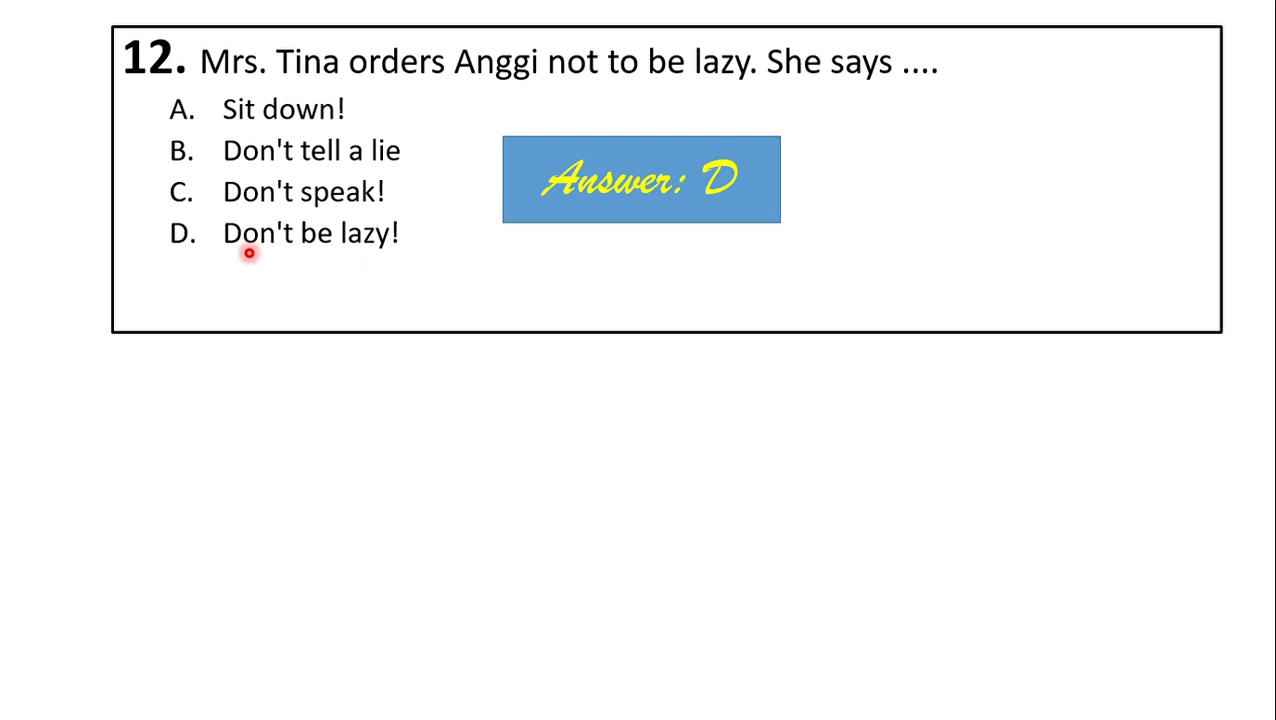 12. Mrs. Tina orders Anggi not to be lazy. She says ....
A. Sit down!
B. Don't tell a lie
C. Don't speak!
D. Don't be lazy!
Answer: D